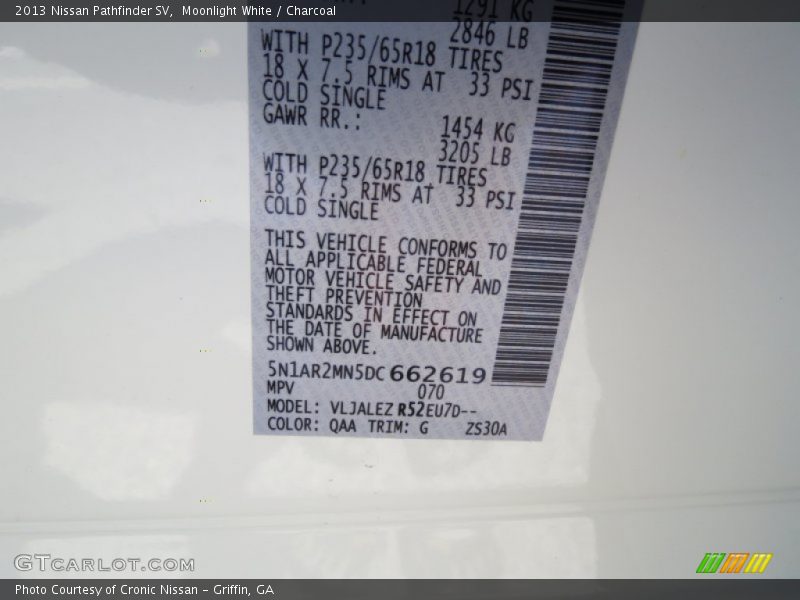 2013 Nissan Pathfinder SV, Moonlight White / Charcoal
1291 KG
2846 LB
WITH P235/65R18 TIRES
18 X 7.5 RIMS AT 33 PSI
COLD SINGLE
GAWR RR.:
1454 KG
3205 LB
WITH P235/65R18 TIRES
18 X 7.5 RIMS AT 33 PSI
COLD SINGLE
THIS VEHICLE CONFORMS TO
ALL APPLICABLE FEDERAL
MOTOR VEHICLE SAFETY AND
THEFT PREVENTION
STANDARDS IN EFFECT ON
THE DATE OF MANUFACTURE
SHOWN ABOVE.
5N1AR2MN5DC662619
MPV 070
MODEL: VLJALEZ R52EU7D--
COLOR: QAA TRIM: G ZS30A
GTCARLOT.COM
Photo Courtesy of Cronic Nissan - Griffin, GA